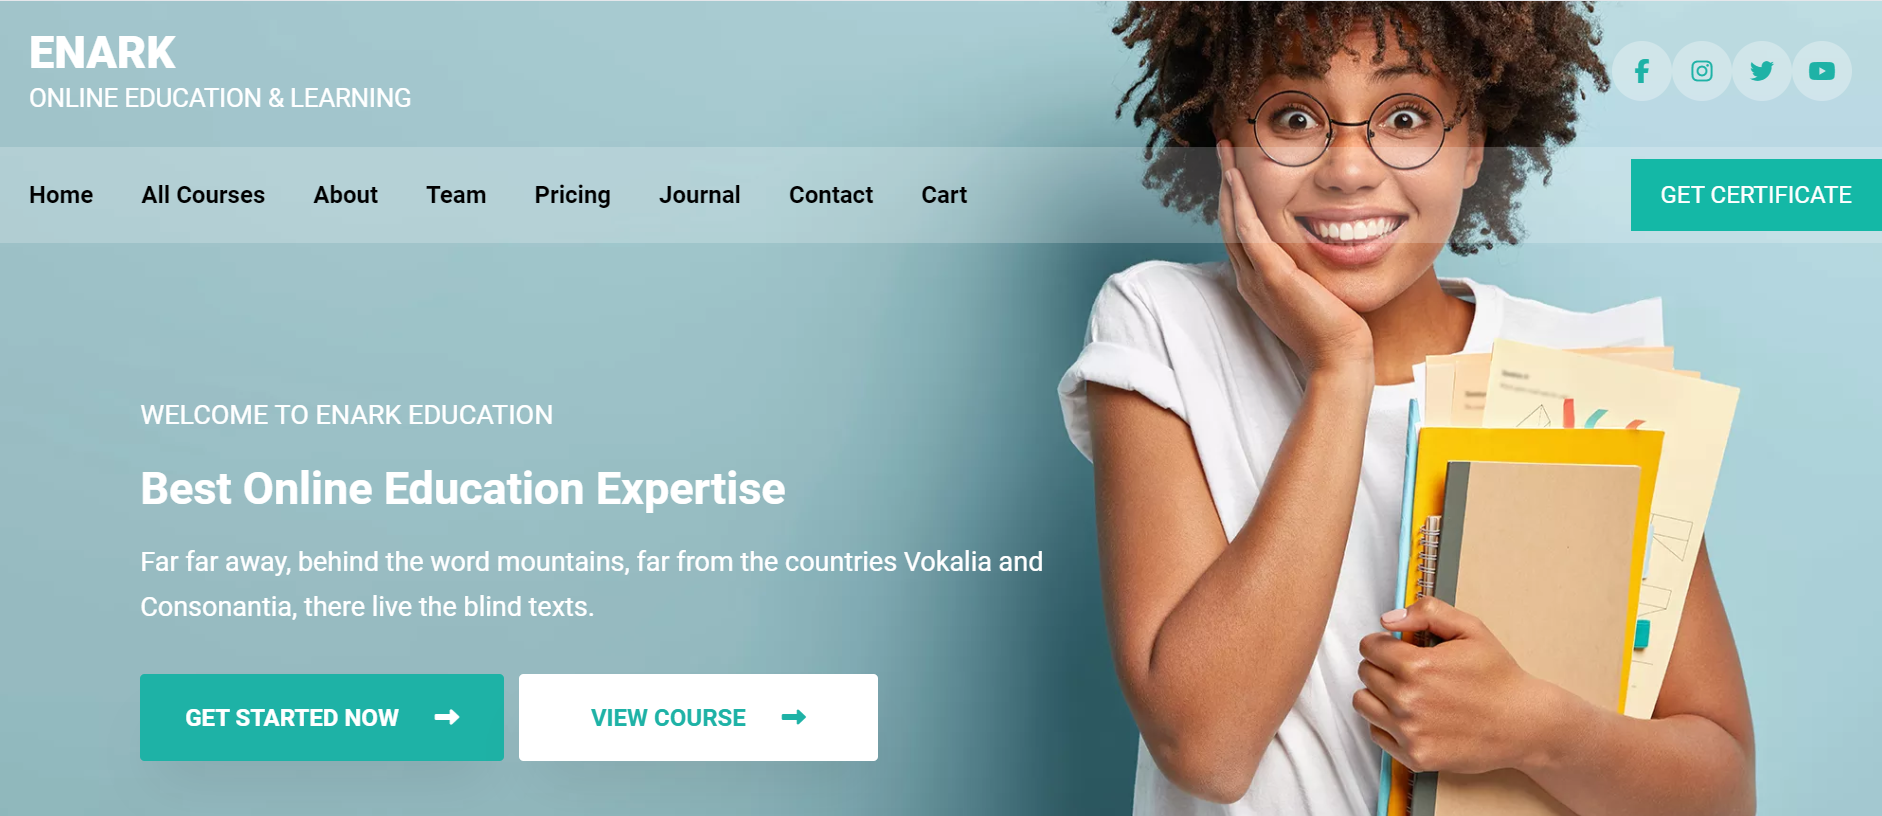 ENARK
ONLINE EDUCATION & LEARNING
Home All Courses About Team Pricing Journal Contact Cart
GET CERTIFICATE
WELCOME TO ENARK EDUCATION
Best Online Education Expertise
Far far away, behind the word mountains, far from the countries Vokalia and
Consonantia, there live the blind texts.
GET STARTED NOW
VIEW COURSE